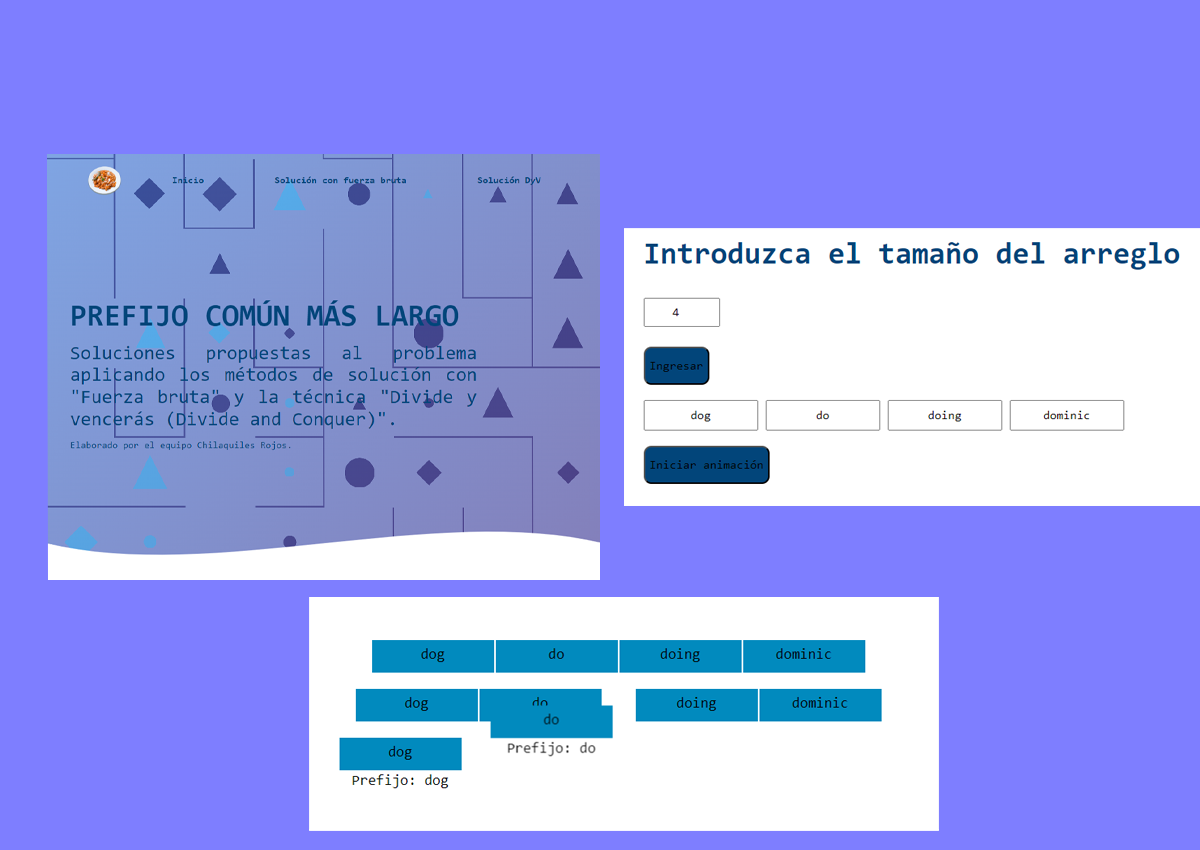 Inicio Solución con fuerza bruta Solución DyV
PREFIJO COMÚN MÁS LARGO
Soluciones propuestas al problema
aplicando los métodos de solución con
"Fuerza bruta" y la técnica "Divide y
vencerás (Divide and Conquer)".
Elaborado por el equipo Chilaquiles Rojos.
Introduzca el tamaño del arreglo
4
Ingresar
dog do doing dominic
Iniciar animación
dog do doing dominic
dog do doing dominic
do
Prefijo: do
dog
Prefijo: dog